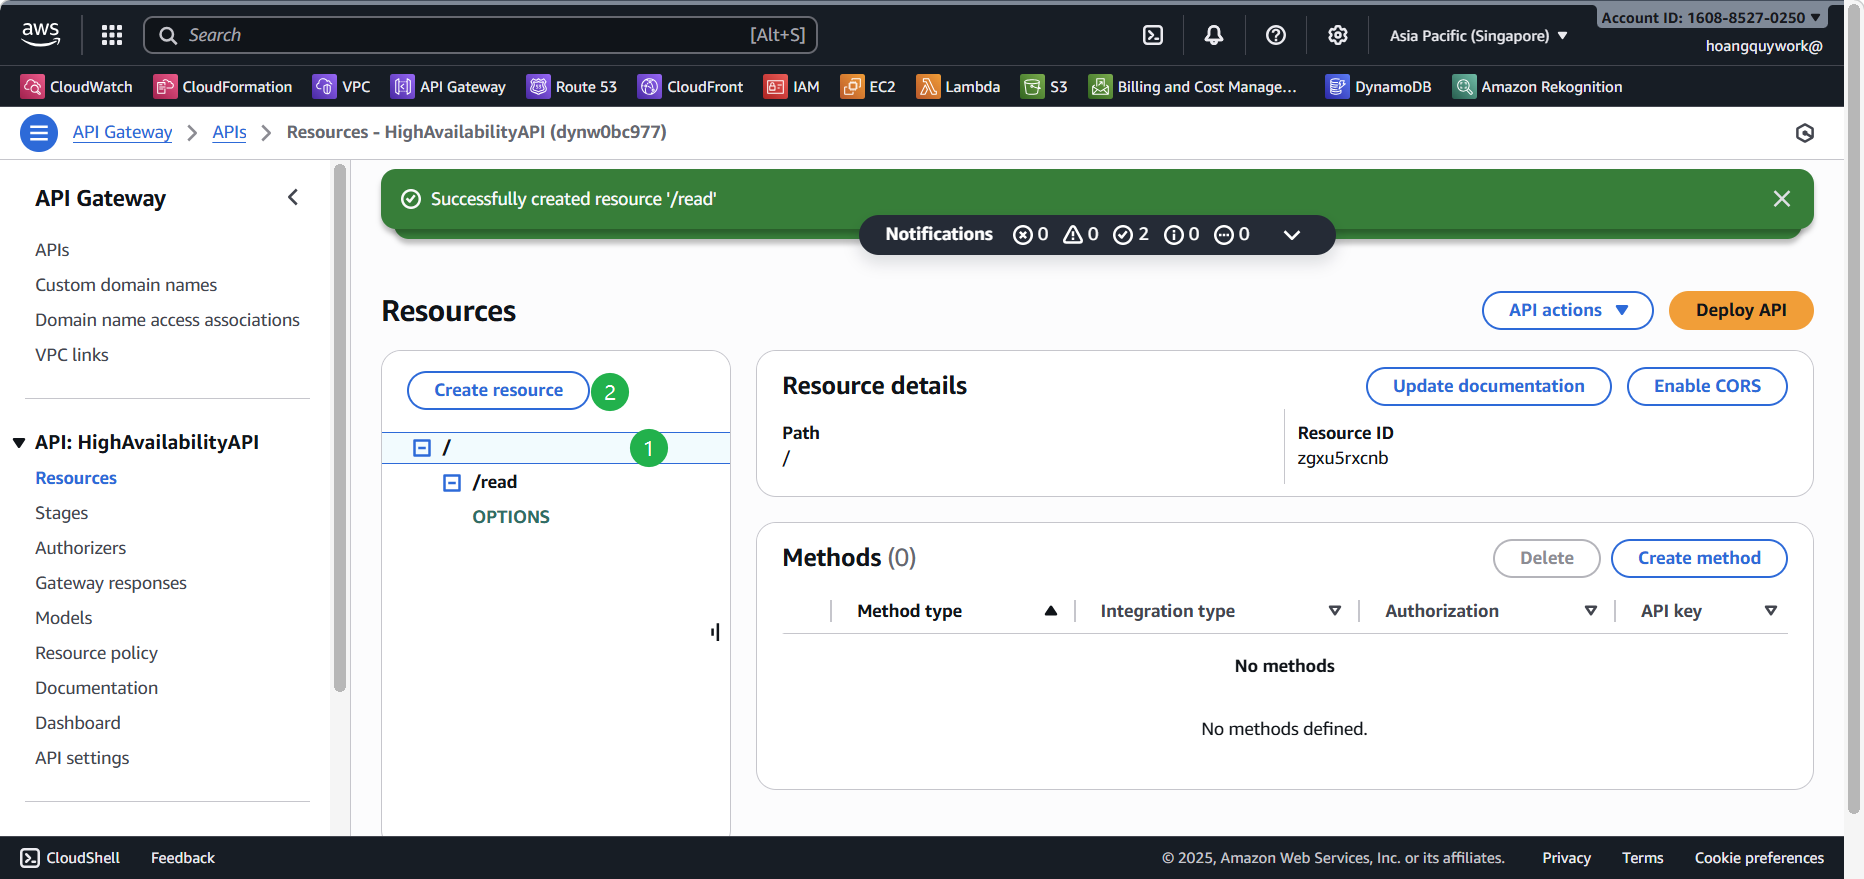 aws
Search [Alt+S]
Asia Pacific (Singapore) ▼
Account ID: 1608-8527-0250 ▼
hoangquywork@
CloudWatch CloudFormation VPC API Gateway Route 53 CloudFront IAM EC2 Lambda S3 Billing and Cost Manage... DynamoDB Amazon Rekognition
API Gateway > APIs > Resources - HighAvailabilityAPI (dynw0bc977)
API Gateway
APIs
Custom domain names
Domain name access associations
VPC links
API: HighAvailabilityAPI
Resources
Stages
Authorizers
Gateway responses
Models
Resource policy
Documentation
Dashboard
API settings
Successfully created resource '/read'
Notifications 0 0 2 0 0
Resources
API actions ▼ Deploy API
Create resource 2
/ 1
/read
OPTIONS
Resource details
Update documentation Enable CORS
Path
/
Resource ID
zgxu5rxcnb
Methods (0)
Delete Create method
Method type Integration type Authorization API key
No methods
No methods defined.
CloudShell Feedback © 2025, Amazon Web Services, Inc. or its affiliates. Privacy Terms Cookie preferences